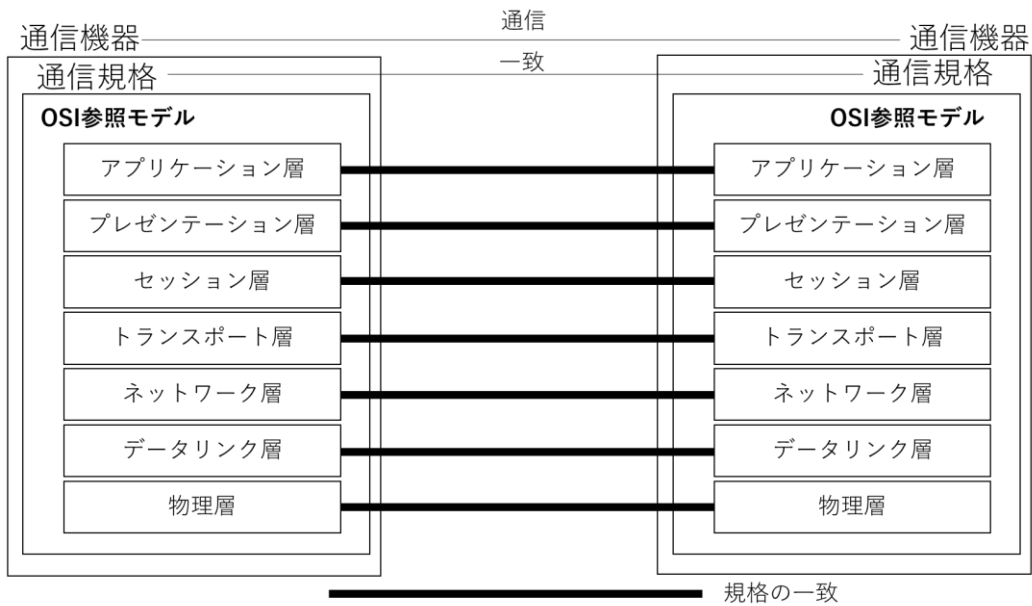 通信
通信機器
通信機器
一致
通信規格
通信規格
OSI参照モデル
OSI参照モデル
アプリケーション層
アプリケーション層
プレゼンテーション層
プレゼンテーション層
セッション層
セッション層
トランスポート層
トランスポート層
ネットワーク層
ネットワーク層
データリンク層
データリンク層
物理層
物理層
規格の一致